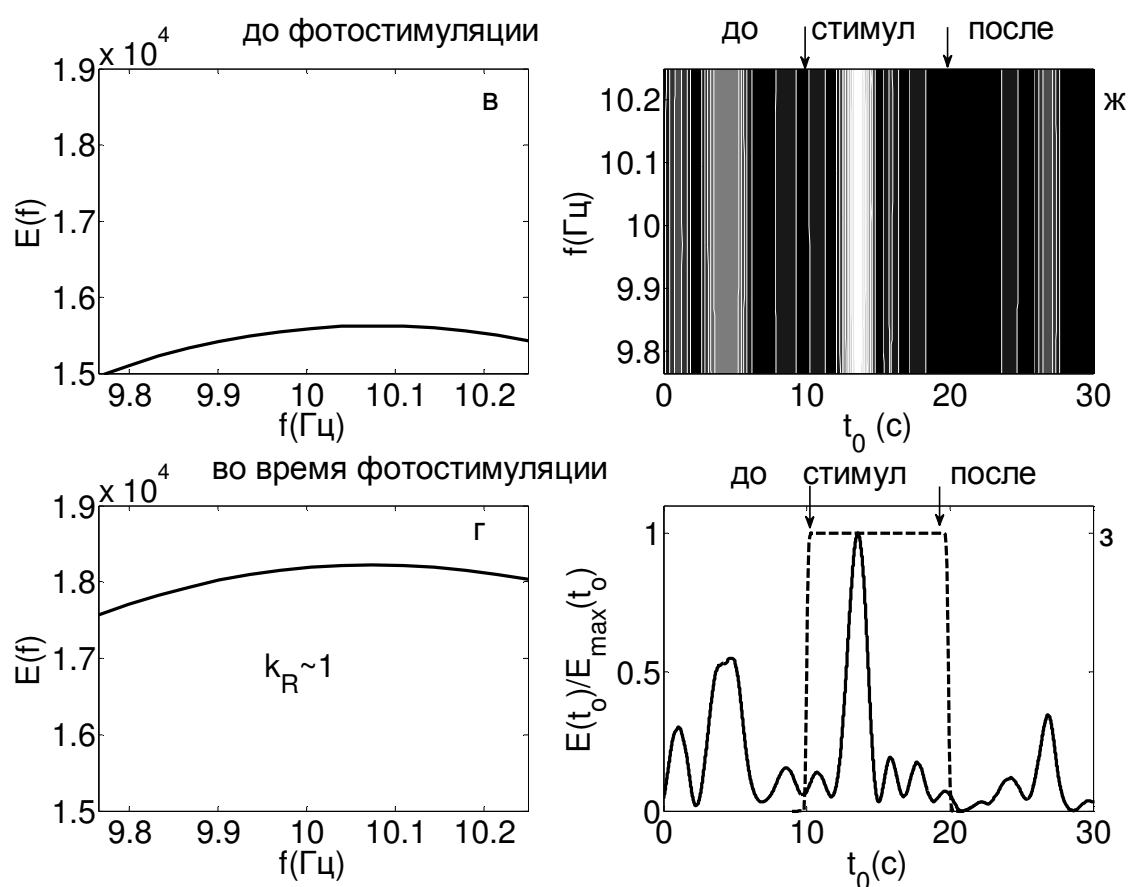 до фотостимуляции
x 10^4
1.9
1.8
1.7
1.6
1.5
E(f)
в
9.8 9.9 10 10.1 10.2
f(Гц)
до стимул после
10.2
10.1
10
9.9
9.8
f(Гц)
ж
0 10 20 30
t_0 (с)
во время фотостимуляции
x 10^4
1.9
1.8
1.7
1.6
1.5
E(f)
г
k_R~1
9.8 9.9 10 10.1 10.2
f(Гц)
до стимул после
1
0.5
0
E(t_o)/E_max(t_o)
з
0 10 20 30
t_0(с)